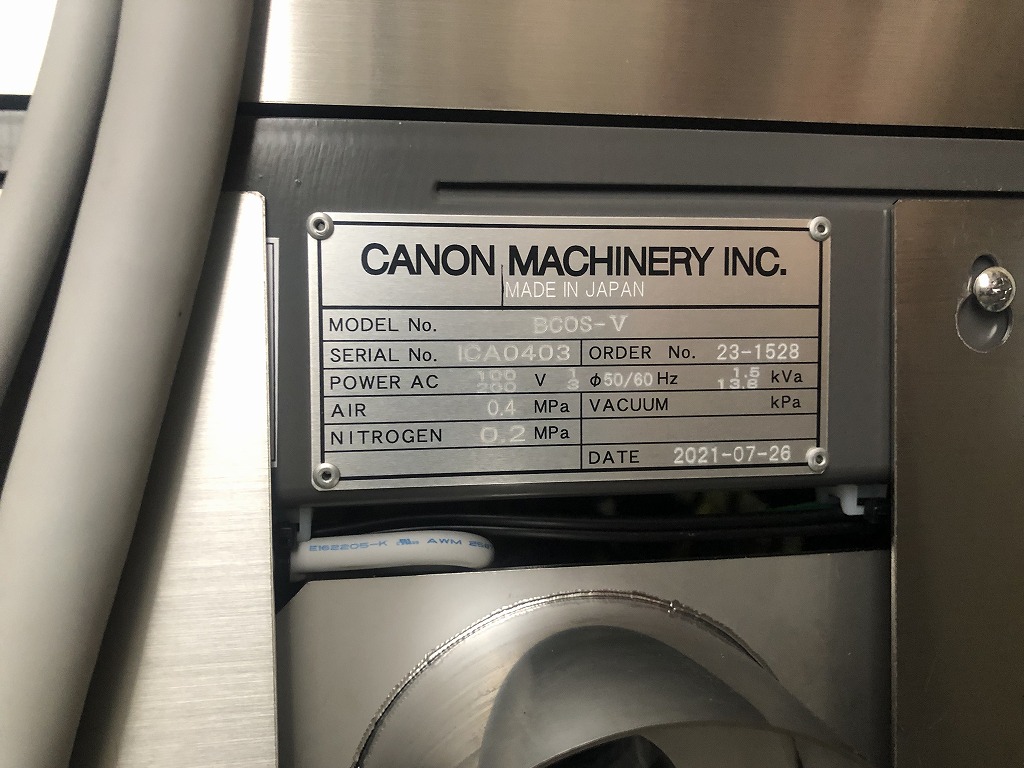 CANON MACHINERY INC.
MADE IN JAPAN
MODEL No. BCOS-V
SERIAL No. ICA0403 ORDER No. 23-1528
POWER AC 100 V 1 φ50/60 Hz 1.5 kVa
200 3 13.8
AIR 0.4 MPa VACUUM kPa
NITROGEN 0.2 MPa
DATE 2021-07-26
E162205-K AWM